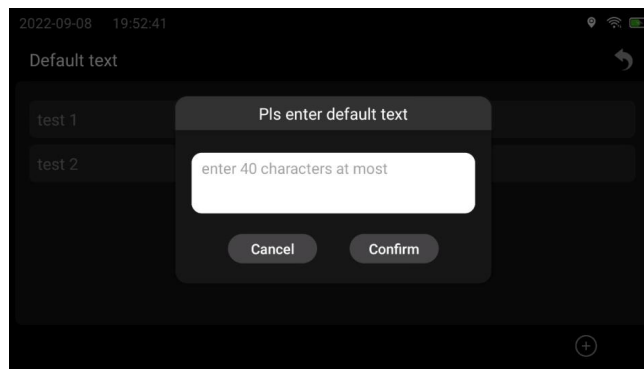 2022-09-08 19:52:41
Default text
test 1
test 2
Pls enter default text
enter 40 characters at most
Cancel Confirm